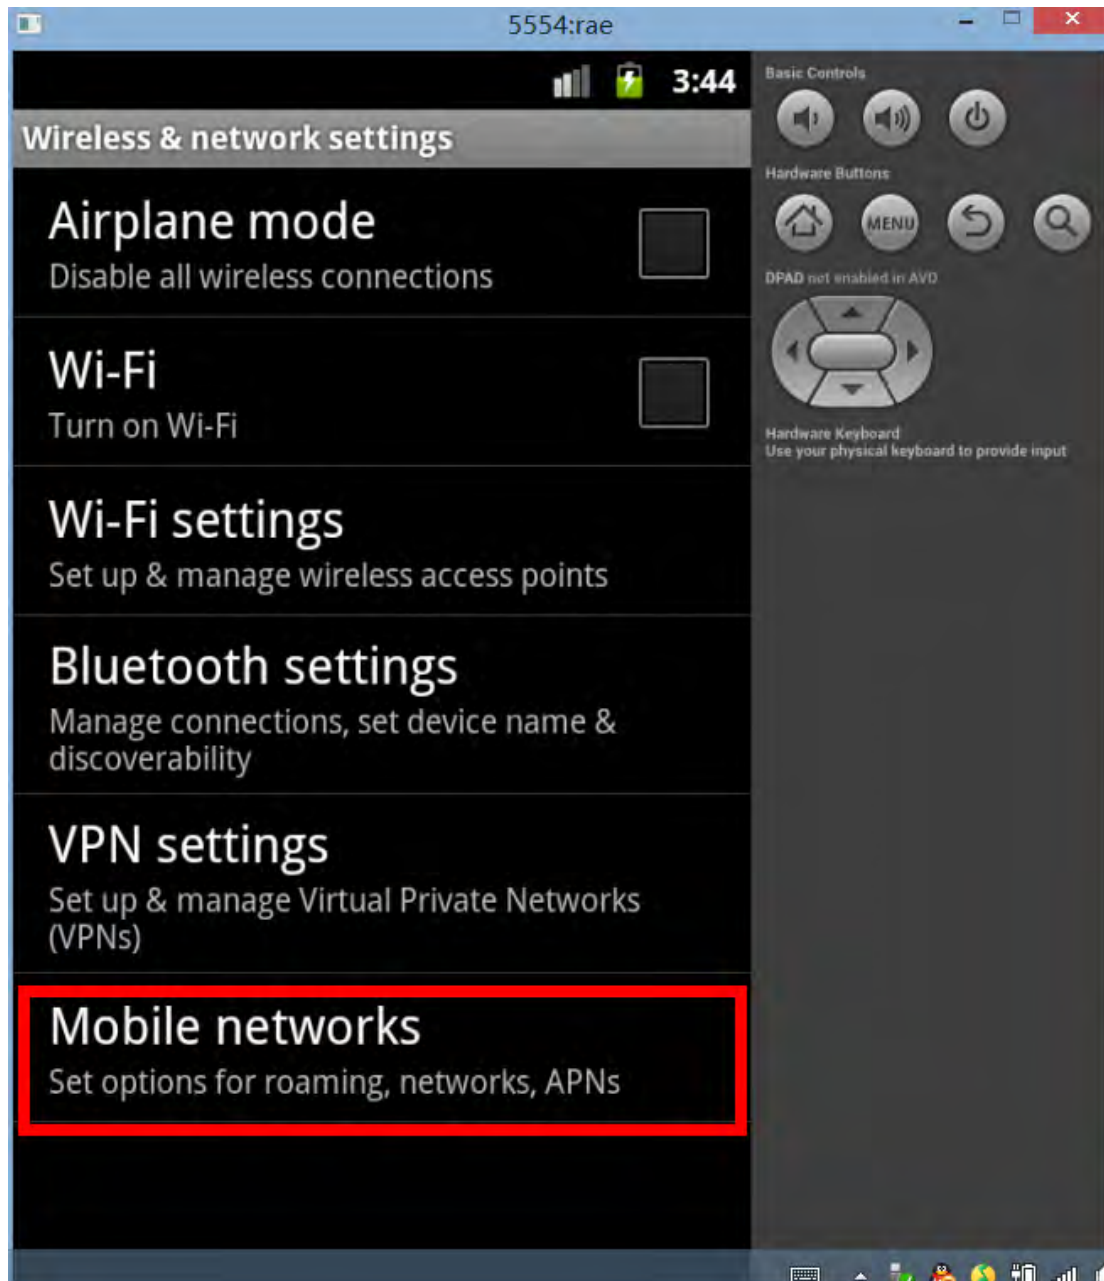 5554:rae
3:44
Wireless & network settings
Airplane mode
Disable all wireless connections
Wi-Fi
Turn on Wi-Fi
Wi-Fi settings
Set up & manage wireless access points
Bluetooth settings
Manage connections, set device name &
discoverability
VPN settings
Set up & manage Virtual Private Networks
(VPNs)
Mobile networks
Set options for roaming, networks, APNs
Basic Controls
Hardware Buttons
MENU
DPAD not enabled in AVD
Hardware Keyboard
Use your physical keyboard to provide input